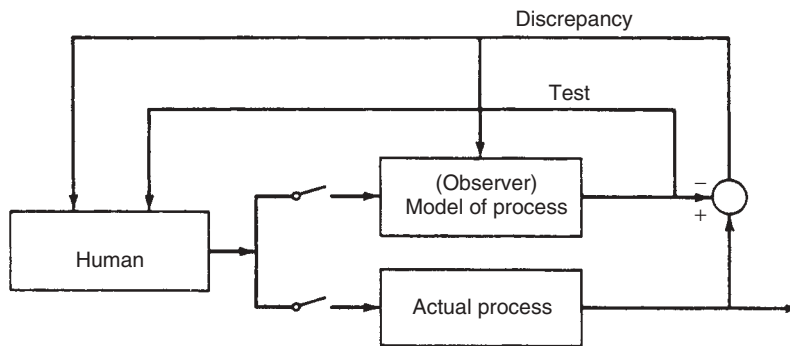 Discrepancy
Test
(Observer)
Model of process
−
+
Human
Actual process